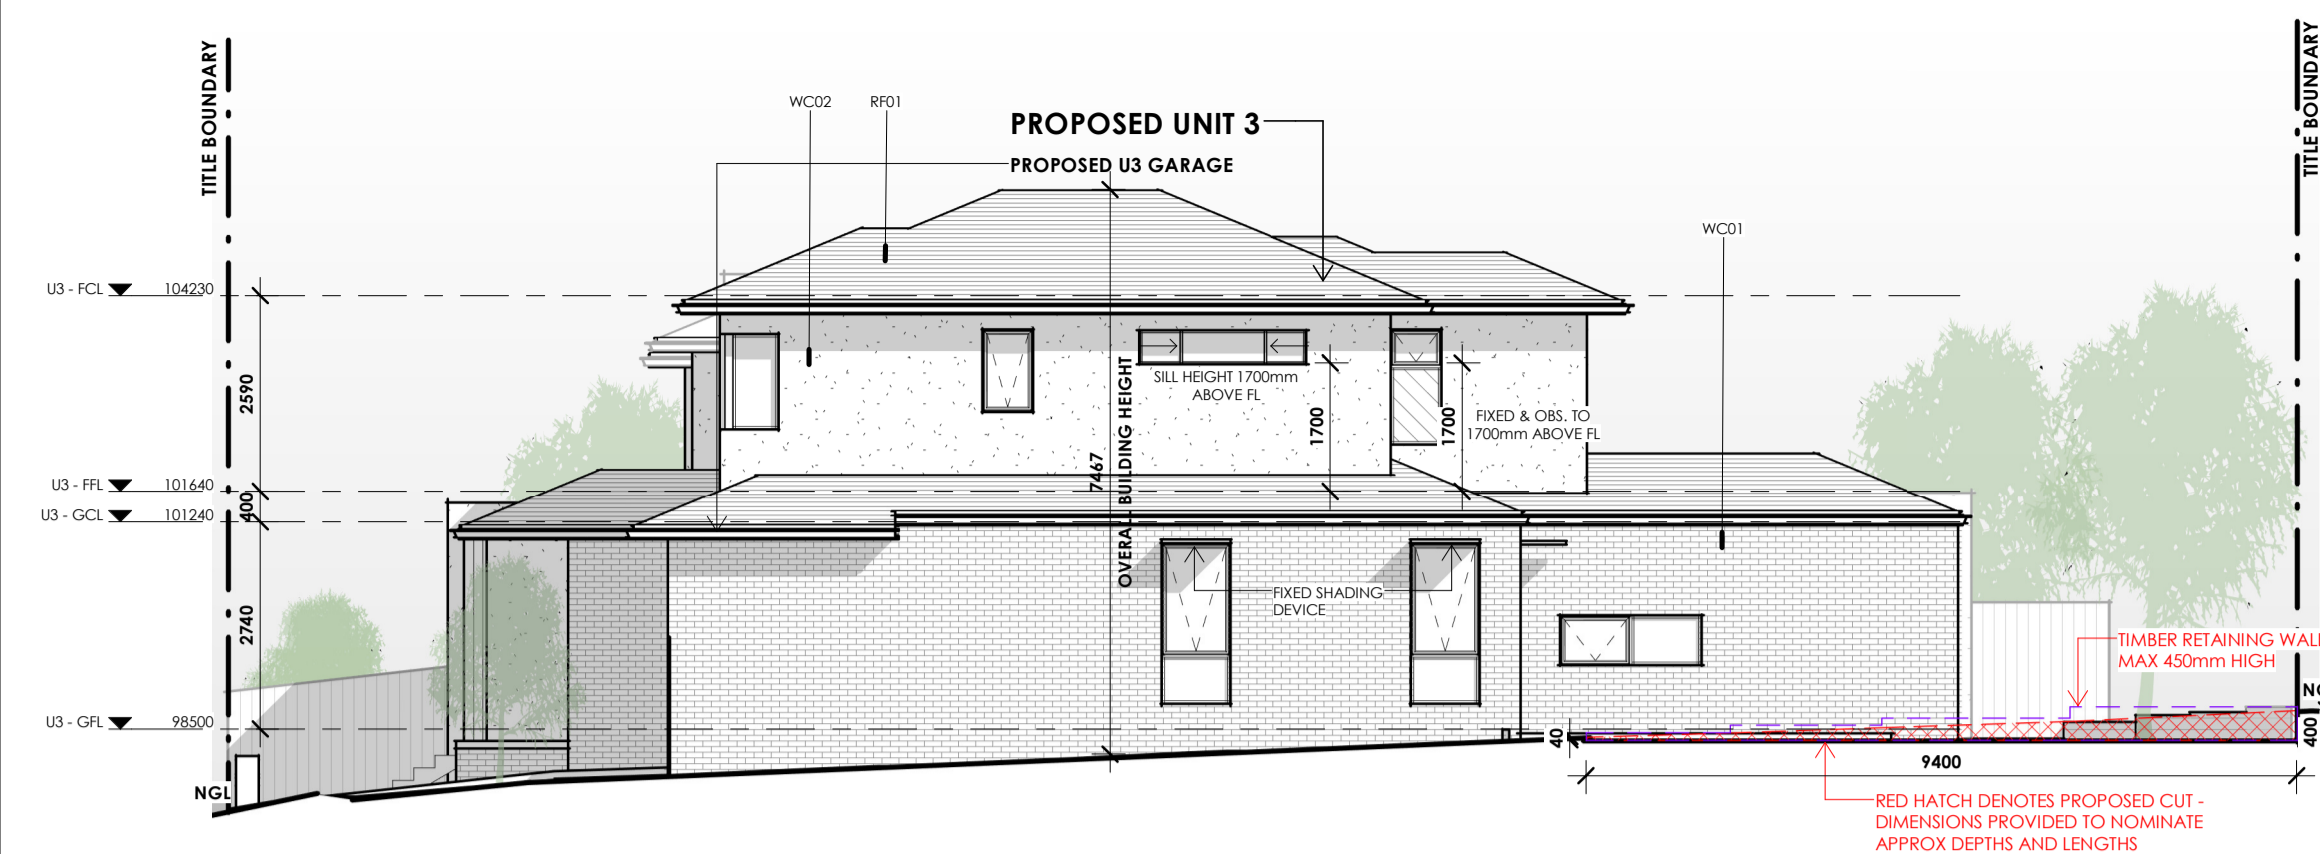 TITLE BOUNDARY
TITLE BOUNDARY
WC02
RF01
PROPOSED UNIT 3
PROPOSED U3 GARAGE
WC01
U3 - FCL 104230
2590
SILL HEIGHT 1700mm
ABOVE FL
1700
1700
FIXED & OBS. TO
1700mm ABOVE FL
7467
OVERALL BUILDING HEIGHT
U3 - FFL 101640
400
U3 - GCL 101240
2740
FIXED SHADING
DEVICE
TIMBER RETAINING WALL
MAX 450mm HIGH
U3 - GFL 98500
40
400
9400
NGL
RED HATCH DENOTES PROPOSED CUT -
DIMENSIONS PROVIDED TO NOMINATE
APPROX DEPTHS AND LENGTHS